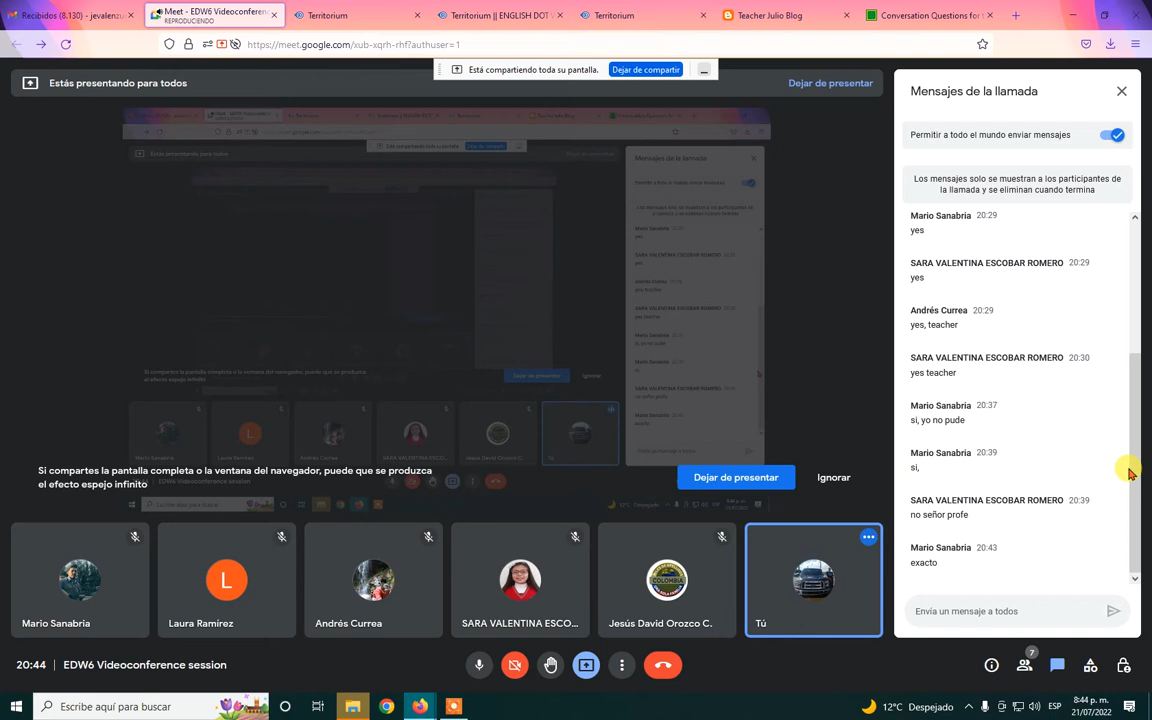 Recibidos (8,130) - jevalenzu
Meet - EDW6 Videoconferenc
REPRODUCIENDO
Territorium
Territorium || ENGLISH DOT
Territorium
Teacher Julio Blog
Conversation Questions for
https://meet.google.com/xub-xqrh-rhf?authuser=1
Está compartiendo toda su pantalla.
Dejar de compartir
Estás presentando para todos
Dejar de presentar
Mensajes de la llamada
Permitir a todo el mundo enviar mensajes
Los mensajes solo se muestran a los participantes de
la llamada y se eliminan cuando termina
Mario Sanabria 20:29
yes
SARA VALENTINA ESCOBAR ROMERO 20:29
yes
Andrés Currea 20:29
yes, teacher
SARA VALENTINA ESCOBAR ROMERO 20:30
yes teacher
Mario Sanabria 20:37
si, yo no pude
Mario Sanabria 20:39
si,
SARA VALENTINA ESCOBAR ROMERO 20:39
no señor profe
Mario Sanabria 20:43
exacto
Envía un mensaje a todos
Si compartes la pantalla completa o la ventana del navegador, puede que se produzca
el efecto espejo infinito
Dejar de presentar
Ignorar
Mario Sanabria
L
Laura Ramírez
Andrés Currea
SARA VALENTINA ESCO...
COLOMBIA
Jesús David Orozco C.
Tú
20:44 | EDW6 Videoconference session
7
Escribe aquí para buscar
12°C Despejado
ESP
8:44 p. m.
21/07/2022